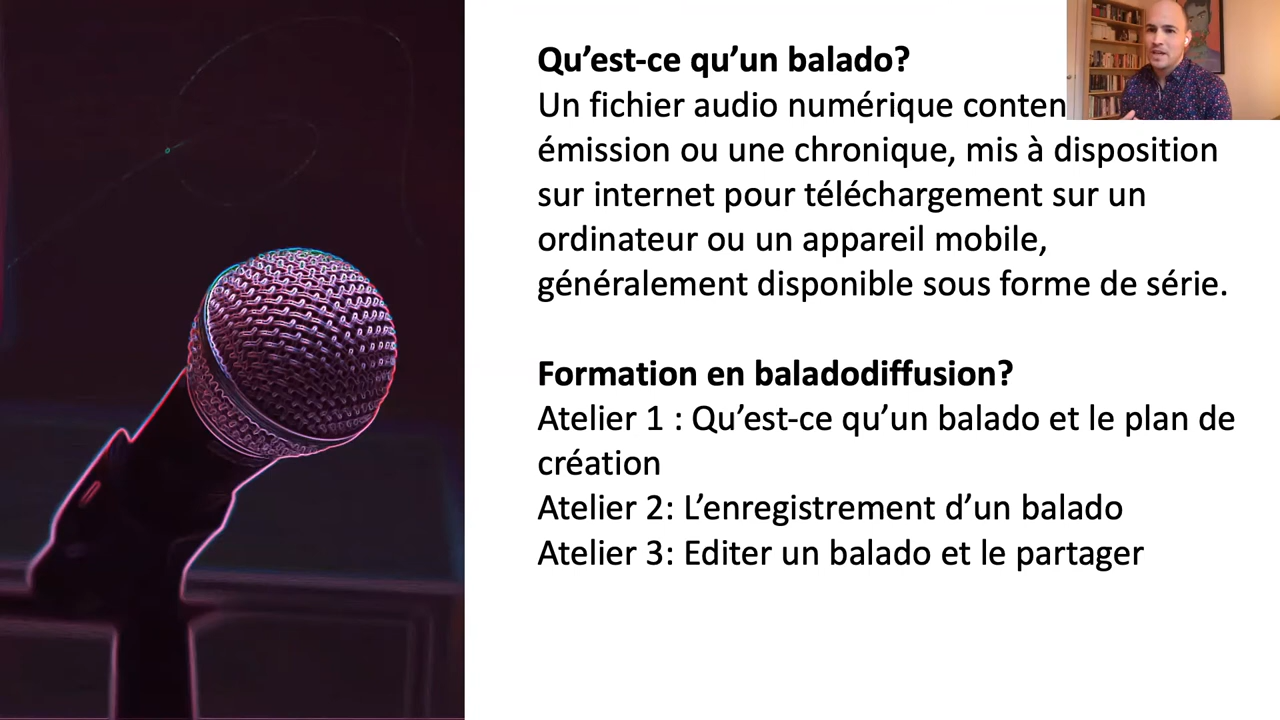 Qu’est-ce qu’un balado?
Un fichier audio numérique
émission ou une chronique, mis à disposition
sur internet pour téléchargement sur un
ordinateur ou un appareil mobile,
généralement disponible sous forme de série.
Formation en baladodiffusion?
Atelier 1 : Qu’est-ce qu’un balado et le plan de
création
Atelier 2: L’enregistrement d’un balado
Atelier 3: Editer un balado et le partager